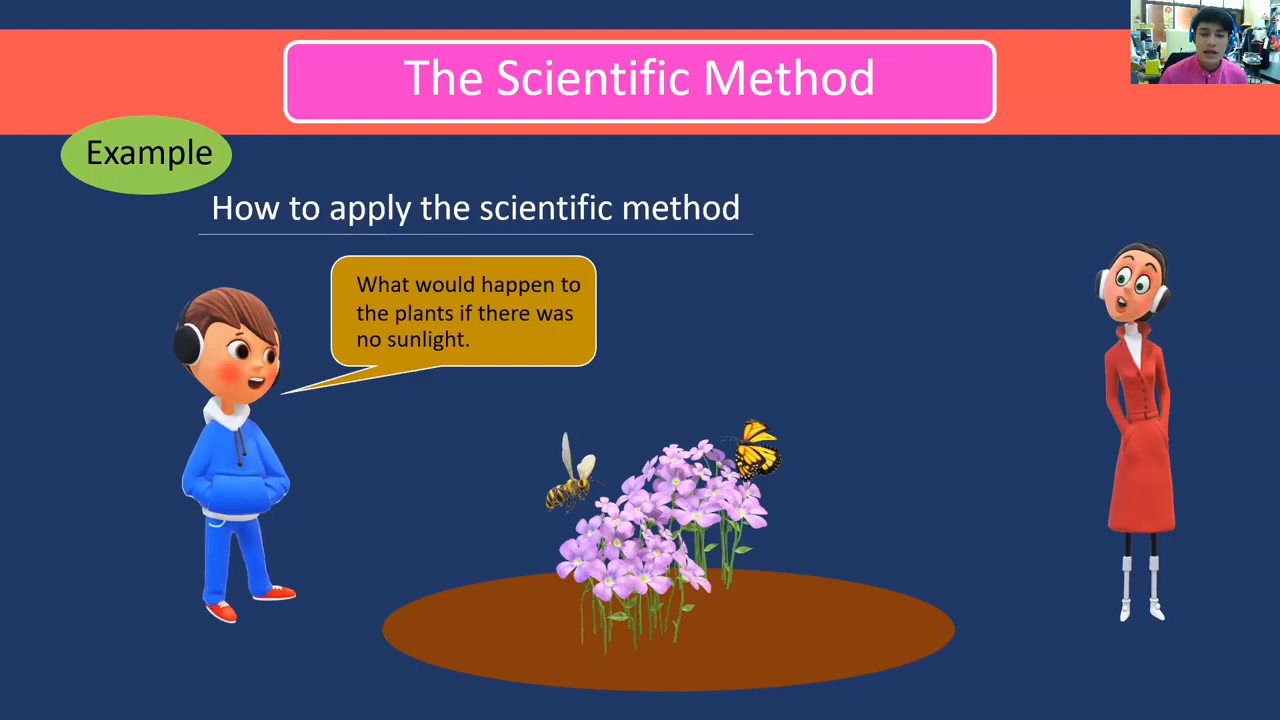 The Scientific Method
Example
How to apply the scientific method
What would happen to
the plants if there was
no sunlight.